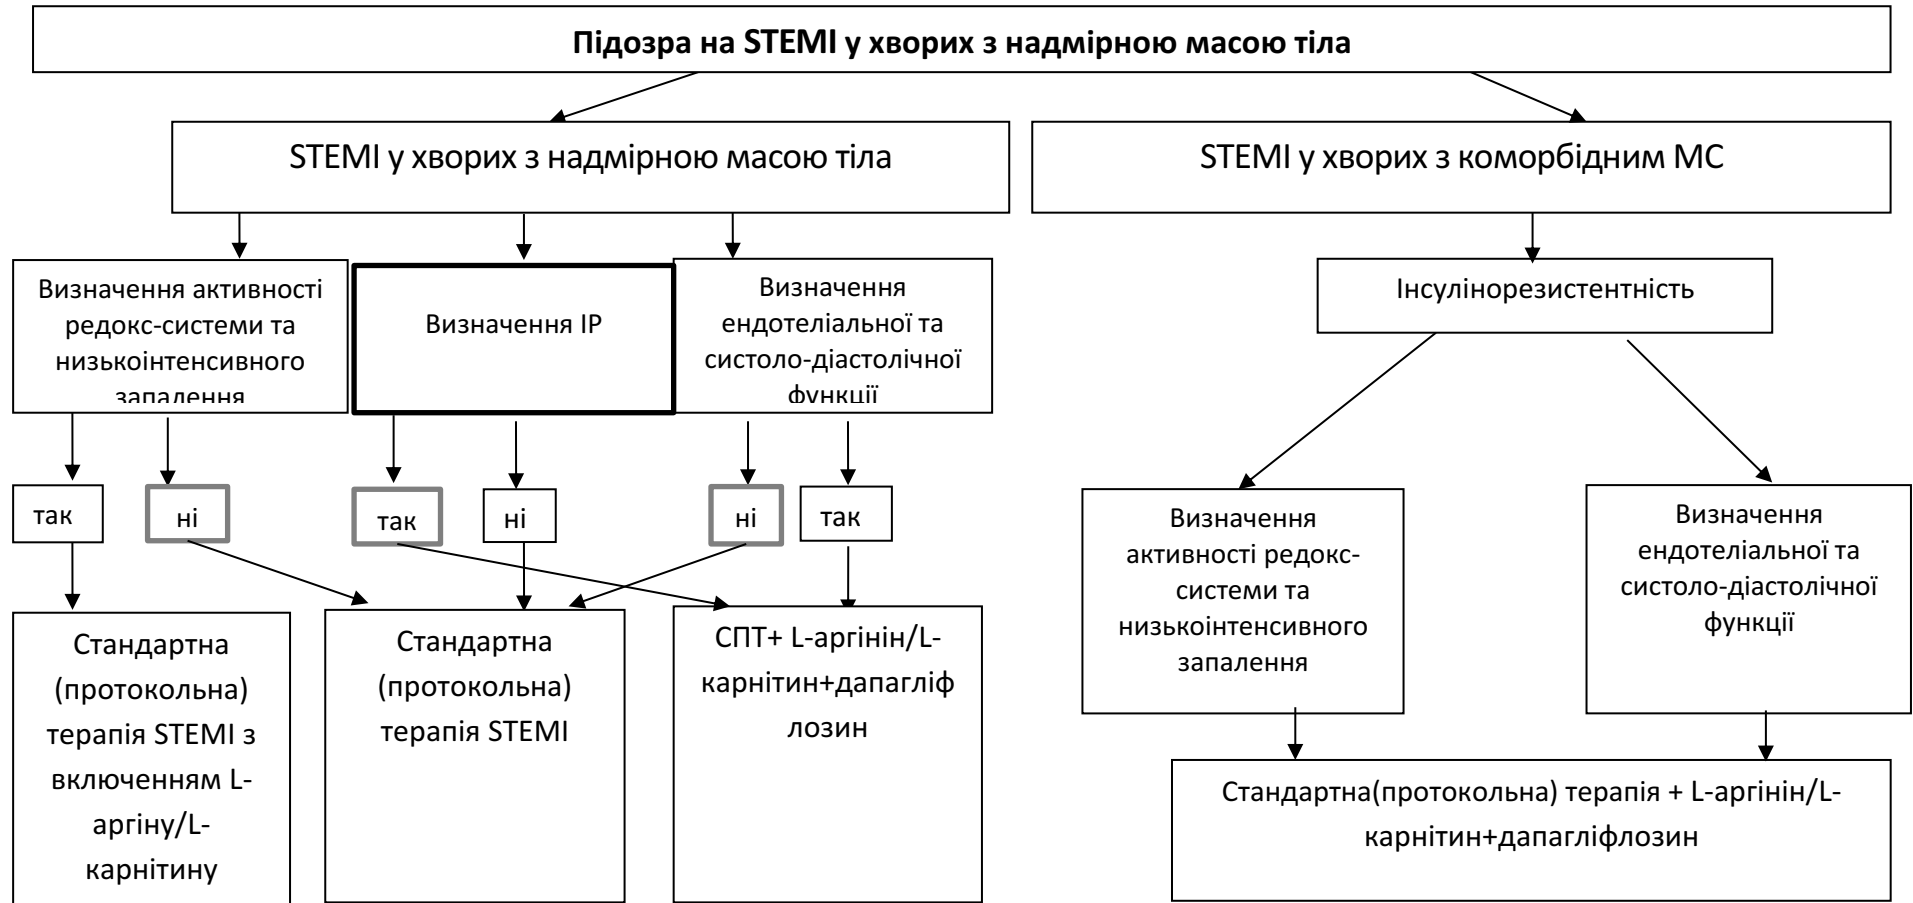 Підозра на STEMI у хворих з надмірною масою тіла
STEMI у хворих з надмірною масою тіла
STEMI у хворих з коморбідним МС
Визначення активності
редокс-системи та
низькоінтенсивного
запалення
Визначення ІР
Визначення
ендотеліальної та
систоло-діастолічної
функції
Інсулінорезистентність
так
ні
так
ні
ні
так
Визначення
активності редокс-
системи та
низькоінтенсивного
запалення
Визначення
ендотеліальної та
систоло-діастолічної
функції
Стандартна
(протокольна)
терапія STEMI з
включенням L-
аргіну/L-
карнітину
Стандартна
(протокольна)
терапія STEMI
СПТ+ L-аргінін/L-
карнітин+дапагліф
лозин
Стандартна(протокольна) терапія + L-аргінін/L-
карнітин+дапагліфлозин